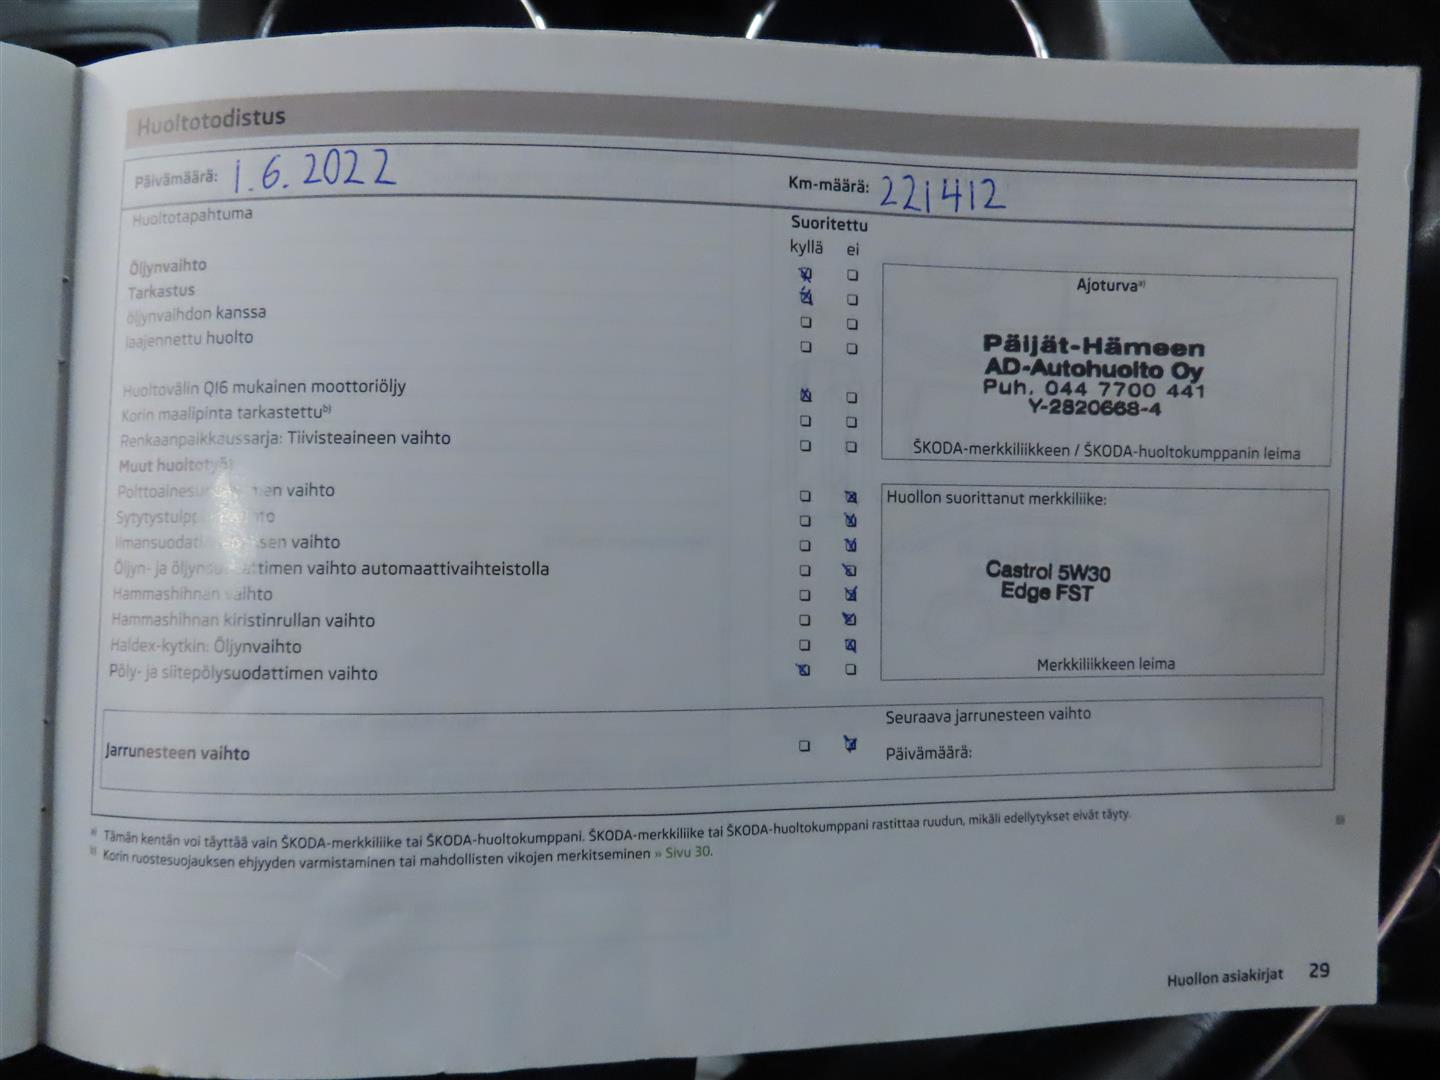 Huoltotodistus
Päivämäärä: 1.6.2022
Km-määrä: 221412
Huoltotapahtuma
Suoritettu
kyllä ei
Öljynvaihto
Tarkastus
öljynvaihdon kanssa
laajennettu huolto
Huoltovälin QI6 mukainen moottoriöljy
Korin maalipinta tarkastettu b)
Renkaanpaikkaussarja: Tiivisteaineen vaihto
Muut huoltotyöt
vaihto
Ilmansuodattimen vaihto
Öljyn- ja öljynsuodattimen vaihto automaattivaihteistolla
Hammashihnan vaihto
Hammashihnan kiristinrullan vaihto
Haldex-kytkin: Öljynvaihto
Pöly- ja siitepölysuodattimen vaihto
Ajoturva a)
Päijät-Hämeen
AD-Autohuolto Oy
Puh. 044 7700 441
Y-2820668-4
ŠKODA-merkkiliikkeen / ŠKODA-huoltokumppanin leima
Huollon suorittanut merkkiliike:
Castrol 5W30
Edge FST
Merkkiliikkeen leima
Jarrunesteen vaihto
Seuraava jarrunesteen vaihto
Päivämäärä:
a) Tämän kentän voi täyttää vain ŠKODA-merkkiliike tai ŠKODA-huoltokumppani. ŠKODA-merkkiliike tai ŠKODA-huoltokumppani rastittaa ruudun, mikäli edellytykset eivät täyty.
b) Korin ruostesuojauksen ehjyyden varmistaminen tai mahdollisten vikojen merkitseminen » Sivu 30.
Huollon asiakirjat 29